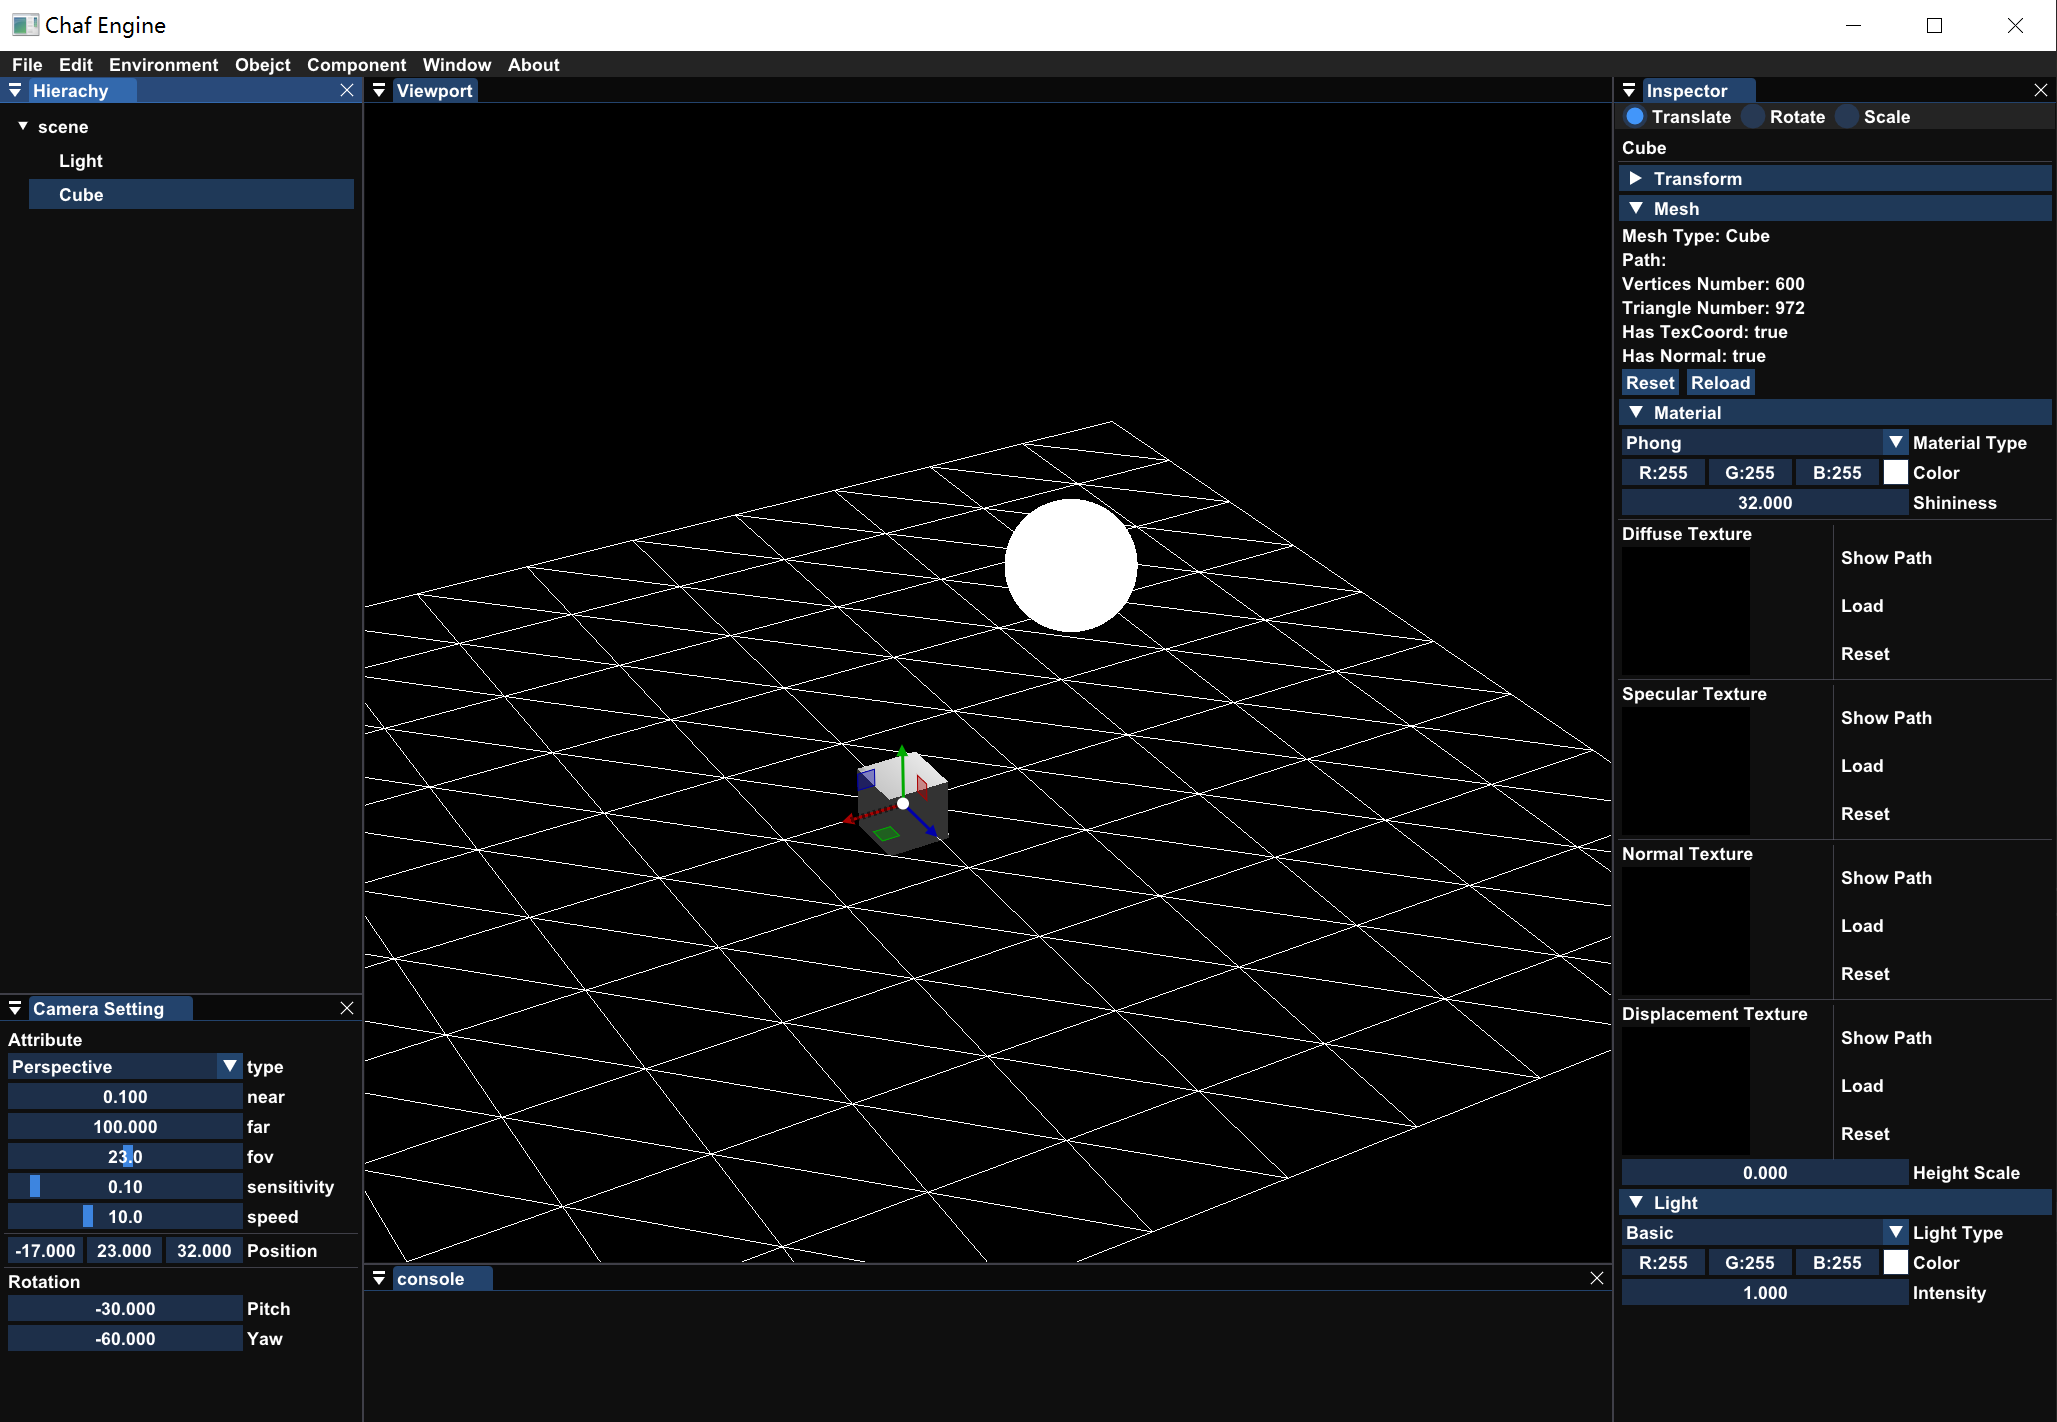 Chaf Engine
File Edit Environment Obejct Component Window About
Hierachy
scene
Light
Cube
Camera Setting
Attribute
Perspective type
0.100 near
100.000 far
23.0 fov
0.10 sensitivity
10.0 speed
-17.000 23.000 32.000 Position
Rotation
-30.000 Pitch
-60.000 Yaw
Viewport
console
Inspector
Translate Rotate Scale
Cube
Transform
Mesh
Mesh Type: Cube
Path:
Vertices Number: 600
Triangle Number: 972
Has TexCoord: true
Has Normal: true
Reset Reload
Material
Phong Material Type
R:255 G:255 B:255 Color
32.000 Shininess
Diffuse Texture
Show Path
Load
Reset
Specular Texture
Show Path
Load
Reset
Normal Texture
Show Path
Load
Reset
Displacement Texture
Show Path
Load
Reset
0.000 Height Scale
Light
Basic Light Type
R:255 G:255 B:255 Color
1.000 Intensity